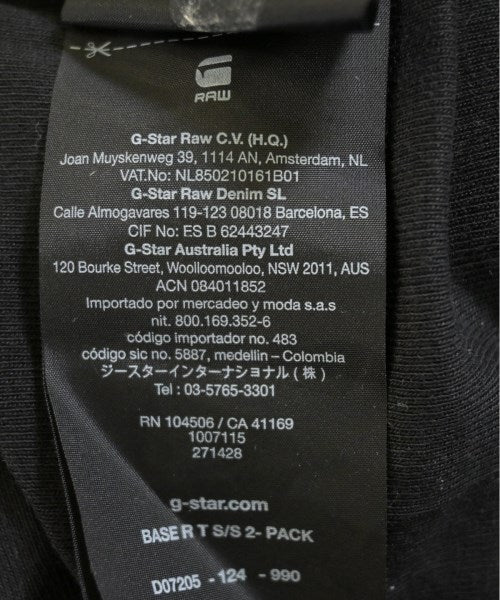 RAW
G-Star Raw C.V. (H.Q.)
Joan Muyskenweg 39, 1114 AN, Amsterdam, NL
VAT.No: NL850210161B01
G-Star Raw Denim SL
Calle Almogavares 119-123 08018 Barcelona, ES
CIF No: ES B 62443247
G-Star Australia Pty Ltd
120 Bourke Street, Woolloomooloo, NSW 2011, AUS
ACN 084011852
Importado por mercadeo y moda s.a.s
nit. 800.169.352-6
código importador no. 483
código sic no. 5887, medellin – Colombia
ジースターインターナショナル(株)
Tel : 03-5765-3301
RN 104506 / CA 41169
1007115
271428
g-star.com
BASE R T S/S 2- PACK
D07205 - 124 - 990